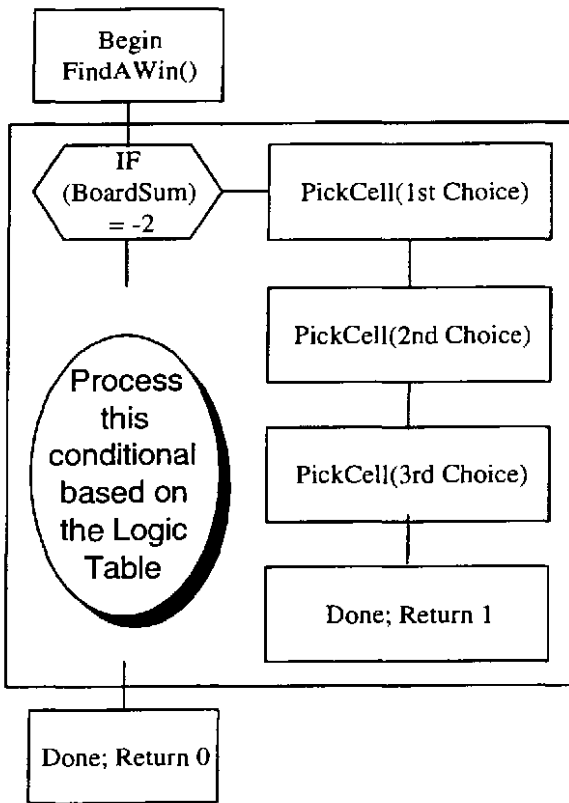 Begin
FindAWin()
IF
(BoardSum)
= -2
PickCell(1st Choice)
PickCell(2nd Choice)
Process
this
conditional
based on
the Logic
Table
PickCell(3rd Choice)
Done; Return 1
Done; Return 0